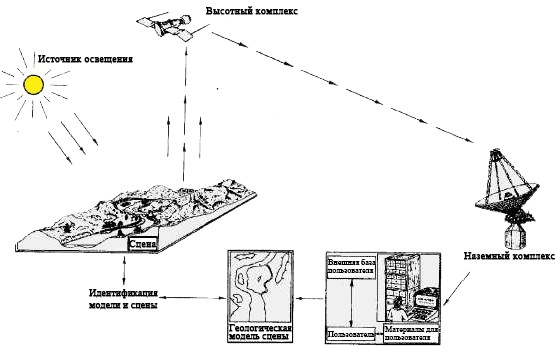 Высотный комплекс
Источник освещения
Сцена
Наземный комплекс
Идентификация
модели и сцены
Геологическая
модель сцены
Внешная база
пользователя
Пользователь
Материалы для
пользователя